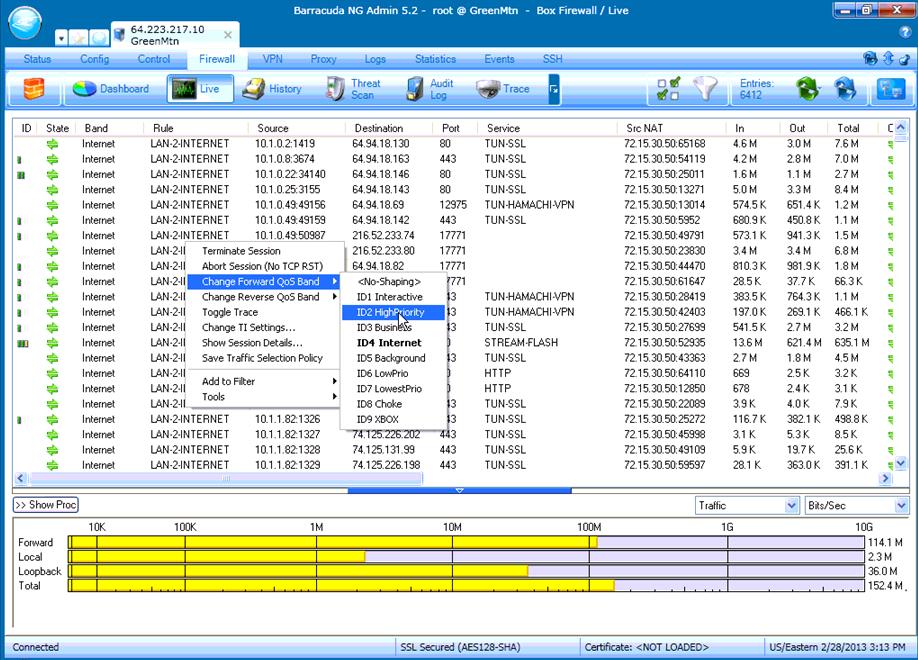 Barracuda NG Admin 5.2 - root @ GreenMtn - Box Firewall / Live
64.223.217.10
GreenMtn
Status Config Control Firewall VPN Proxy Logs Statistics Events SSH
Dashboard Live History Threat Scan Audit Log Trace Entries: 6412
ID State Band Rule Source Destination Port Service Src NAT In Out Total
Internet LAN-2-INTERNET 10.1.0.2:1419 64.94.18.130 80 TUN-SSL 72.15.30.50:65168 4.6 M 3.0 M 7.6 M
Internet LAN-2-INTERNET 10.1.0.8:3674 64.94.18.163 443 TUN-SSL 72.15.30.50:54119 4.2 M 2.8 M 7.0 M
Internet LAN-2-INTERNET 10.1.0.22:34140 64.94.18.146 80 TUN-SSL 72.15.30.50:25011 1.6 M 1.1 M 2.7 M
Internet LAN-2-INTERNET 10.1.0.25:3155 64.94.18.143 80 TUN-SSL 72.15.30.50:13271 5.0 M 3.3 M 8.4 M
Internet LAN-2-INTERNET 10.1.0.49:49156 64.94.18.69 12975 TUN-HAMACHI-VPN 72.15.30.50:13014 574.5 K 651.4 K 1.2 M
Internet LAN-2-INTERNET 10.1.0.49:49159 64.94.18.142 443 TUN-SSL 72.15.30.50:5952 680.9 K 450.8 K 1.1 M
Internet LAN-2-INTERNET 10.1.0.49:50987 216.52.233.74 17771 72.15.30.50:49791 573.1 K 941.3 K 1.5 M
Internet LAN-2-I Terminate Session 216.52.233.80 17771 72.15.30.50:23830 3.4 M 3.4 M 6.8 M
Internet LAN-2-I Abort Session (No TCP RST) 64.94.18.82 17771 72.15.30.50:44470 810.3 K 981.9 K 1.8 M
Internet LAN-2-I Change Forward QoS Band <No-Shaping> 7771 72.15.30.50:61647 28.5 K 37.7 K 66.3 K
Internet LAN-2-I Change Reverse QoS Band ID1 Interactive 43 TUN-HAMACHI-VPN 72.15.30.50:28419 383.5 K 764.3 K 1.1 M
Internet LAN-2-I Toggle Trace ID2 HighPriority 43 TUN-HAMACHI-VPN 72.15.30.50:42403 197.0 K 269.1 K 466.1 K
Internet LAN-2-I Change TI Settings... ID3 Business 43 TUN-SSL 72.15.30.50:27699 541.5 K 2.7 M 3.2 M
Internet LAN-2-I Show Session Details... ID4 Internet 43 STREAM-FLASH 72.15.30.50:52935 13.6 M 621.4 M 635.1 M
Internet LAN-2-I Save Traffic Selection Policy ID5 Background 43 TUN-SSL 72.15.30.50:43363 2.7 M 1.8 M 4.5 M
Internet LAN-2-I Add to Filter ID6 LowPrio 0 HTTP 72.15.30.50:64110 669 2.5 K 3.2 K
Internet LAN-2-I Tools ID7 LowestPrio 0 HTTP 72.15.30.50:12850 678 2.4 K 3.1 K
Internet LAN-2-I ID8 Choke 43 TUN-SSL 72.15.30.50:22089 3.9 K 4.0 K 7.9 K
Internet LAN-2-INTERNET 10.1.1.82:1326 ID9 XBOX 43 TUN-SSL 72.15.30.50:25272 116.7 K 382.1 K 498.8 K
Internet LAN-2-INTERNET 10.1.1.82:1327 74.125.226.202 443 TUN-SSL 72.15.30.50:45998 3.1 K 5.3 K 8.5 K
Internet LAN-2-INTERNET 10.1.1.82:1328 74.125.131.99 443 TUN-SSL 72.15.30.50:49109 5.9 K 19.7 K 25.6 K
Internet LAN-2-INTERNET 10.1.1.82:1329 74.125.226.198 443 TUN-SSL 72.15.30.50:59597 28.1 K 363.0 K 391.1 K
>> Show Proc Traffic Bits/Sec
10K 100K 1M 10M 100M 1G 10G
Forward 114.1 M
Local 2.3 M
Loopback 36.0 M
Total 152.4 M
Connected SSL Secured (AES128-SHA) Certificate: <NOT LOADED> US/Eastern 2/28/2013 3:13 PM